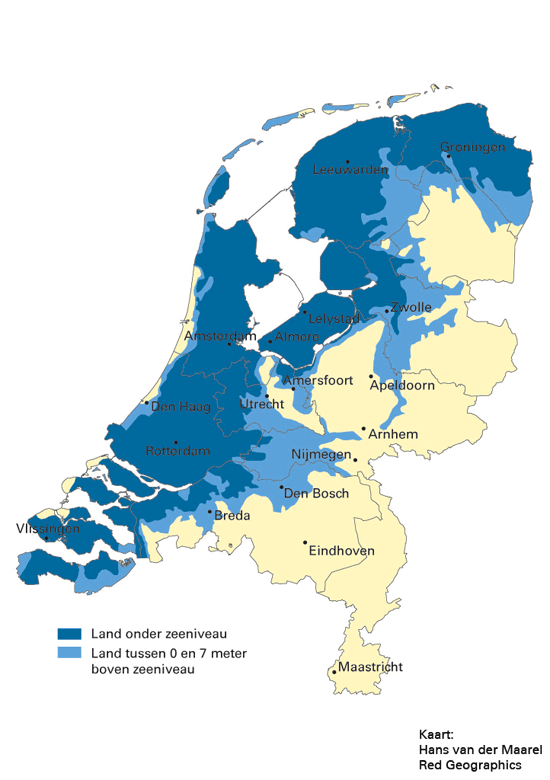 Groningen
Leeuwarden
Zwolle
Lelystad
Amsterdam
Almere
Amersfoort
Apeldoorn
Utrecht
Den Haag
Arnhem
Rotterdam
Nijmegen
Den Bosch
Breda
Vlissingen
Eindhoven
Land onder zeeniveau
Land tussen 0 en 7 meter
boven zeeniveau
Maastricht
Kaart:
Hans van der Maarel
Red Geographics